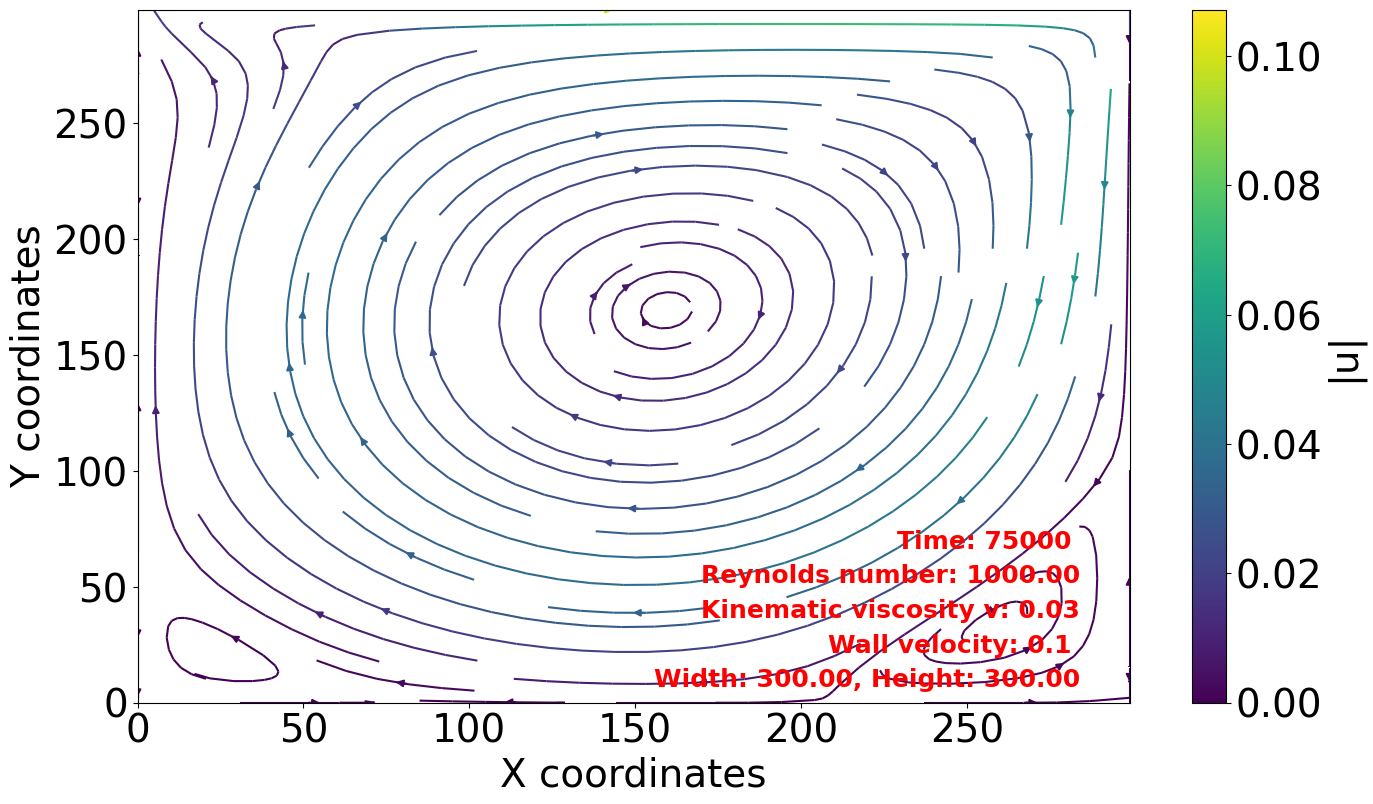 Y coordinates
250
200
150
100
50
0
Time: 75000
Reynolds number: 1000.00
Kinematic viscosity ν: 0.03
Wall velocity: 0.1
Width: 300.00, Height: 300.00
0 50 100 150 200 250
X coordinates
0.10
0.08
0.06
0.04
0.02
0.00
|u|